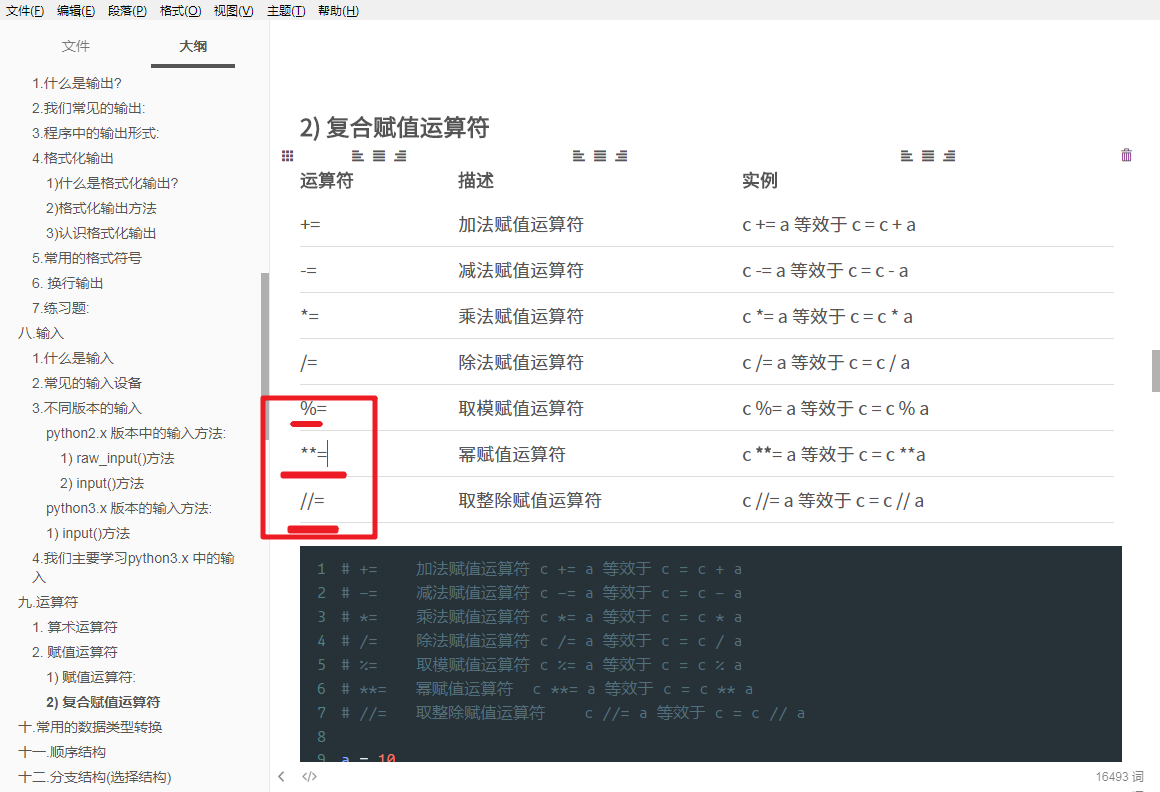 文件(F) 编辑(E) 段落(P) 格式(O) 视图(V) 主题(T) 帮助(H)
文件 大纲
1.什么是输出?
2.我们常见的输出:
3.程序中的输出形式:
4.格式化输出
1)什么是格式化输出?
2)格式化输出方法
3)认识格式化输出
5.常用的格式符号
6. 换行输出
7.练习题:
八.输入
1.什么是输入
2.常见的输入设备
3.不同版本的输入
python2.x 版本中的输入方法:
1) raw_input()方法
2) input()方法
python3.x 版本的输入方法:
1) input()方法
4.我们主要学习python3.x 中的输
入
九.运算符
1. 算术运算符
2. 赋值运算符
1) 赋值运算符:
2) 复合赋值运算符
十.常用的数据类型转换
十一.顺序结构
十二.分支结构(选择结构)
2) 复合赋值运算符
运算符 描述 实例
+= 加法赋值运算符 c += a 等效于 c = c + a
-= 减法赋值运算符 c -= a 等效于 c = c - a
*= 乘法赋值运算符 c *= a 等效于 c = c * a
/= 除法赋值运算符 c /= a 等效于 c = c / a
%= 取模赋值运算符 c %= a 等效于 c = c % a
**= 幂赋值运算符 c **= a 等效于 c = c **a
//= 取整除赋值运算符 c //= a 等效于 c = c // a
1 # += 加法赋值运算符 c += a 等效于 c = c + a
2 # -= 减法赋值运算符 c -= a 等效于 c = c - a
3 # *= 乘法赋值运算符 c *= a 等效于 c = c * a
4 # /= 除法赋值运算符 c /= a 等效于 c = c / a
5 # %= 取模赋值运算符 c %= a 等效于 c = c % a
6 # **= 幂赋值运算符 c **= a 等效于 c = c ** a
7 # //= 取整除赋值运算符 c //= a 等效于 c = c // a
8
9 a = 10
16493 词